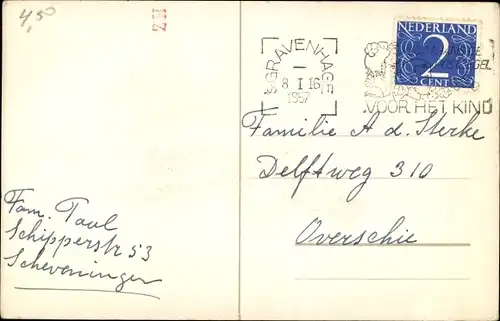 4,50
HZ
'S GRAVENHAGE
8 I 16
1957
VOOR HET KIND
NEDERLAND
2
CENT
Familie A d. Sterke
Delftweg 310
Overschie
Fam. Paul
Schipperstr 53
Scheveningen